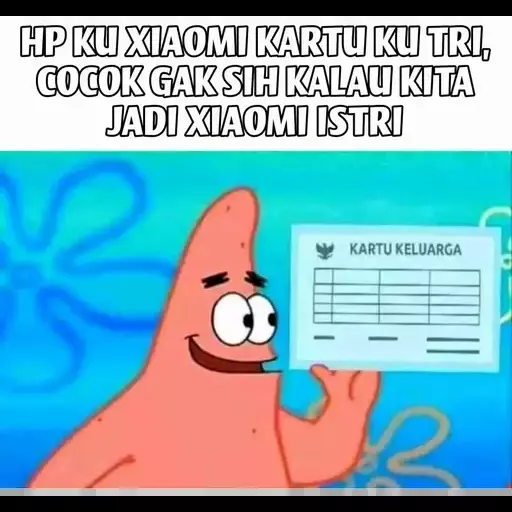 HP KU XIAOMI KARTU KU TRI,
COCOK GAK SIH KALAU KITA
JADI XIAOMI ISTRI
KARTU KELUARGA